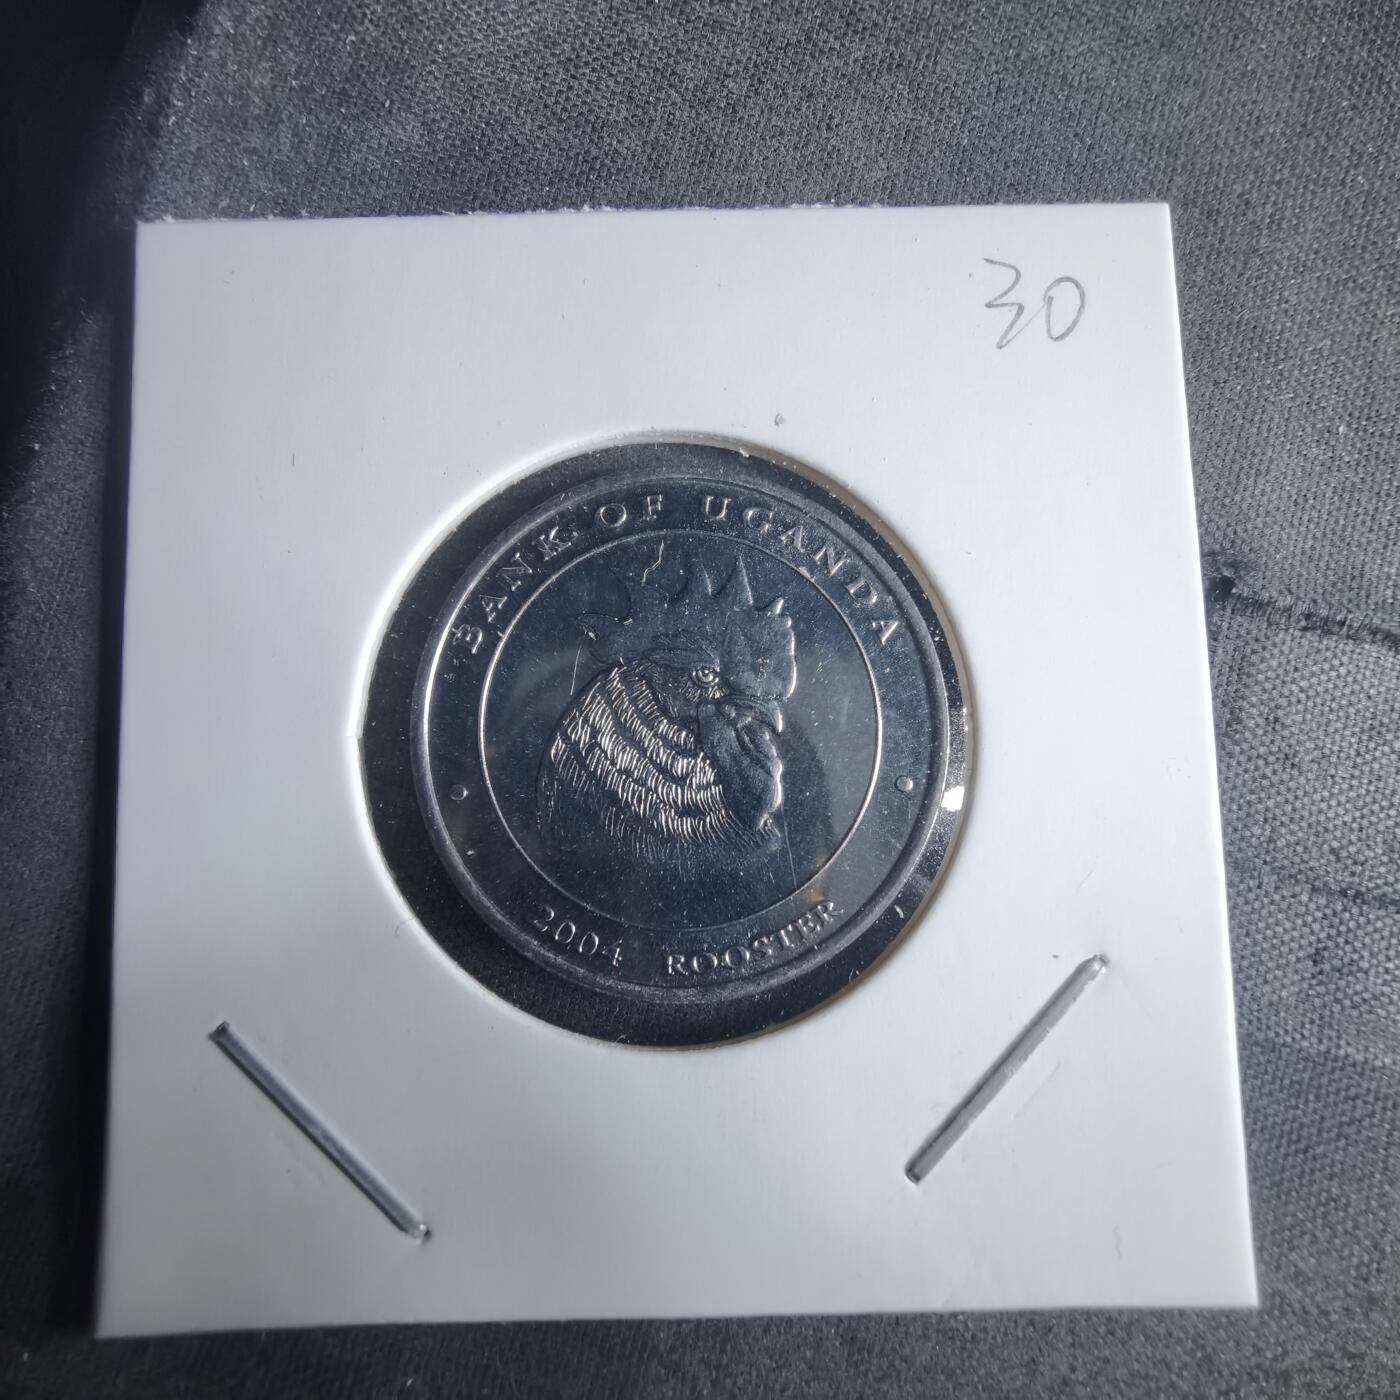 30
BANK OF UGANDA
2004 ROOSTER